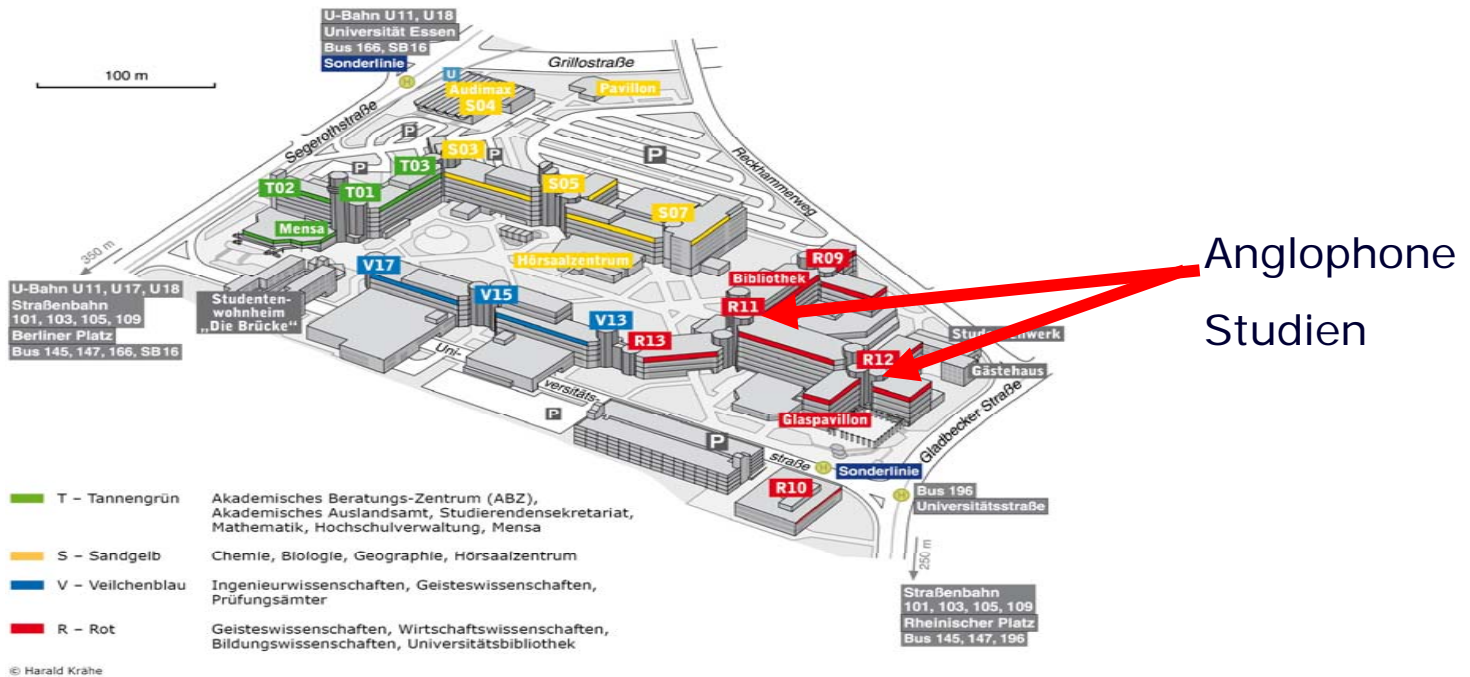 U-Bahn U11, U18
Universität Essen
Bus 166, SB16
Sonderlinie
100 m
Grillostraße
U
Audimax
S04
Pavillon
Segerothstraße
P
P
P
P
S03
T03
T02
T01
S05
Reckhammerweg
S07
Mensa
350 m
Hörsaalzentrum
V17
R09
Bibliothek
Anglophone
Studien
U-Bahn U11, U17, U18
Straßenbahn
101, 103, 105, 109
Berliner Platz
Bus 145, 147, 166, SB16
Studenten-
wohnheim
„Die Brücke“
V15
R11
V13
R13
R12
Gästehaus
Uni-
versitäts-
straße
Glaspavillon
Gladbecker Straße
P
P
H
H
H
Sonderlinie
R10
Bus 196
Universitätsstraße
250 m
Straßenbahn
101, 103, 105, 109
Rheinischer Platz
Bus 145, 147, 196
T – Tannengrün Akademisches Beratungs-Zentrum (ABZ),
Akademisches Auslandsamt, Studierendensekretariat,
Mathematik, Hochschulverwaltung, Mensa
S – Sandgelb Chemie, Biologie, Geographie, Hörsaalzentrum
V – Veilchenblau Ingenieurwissenschaften, Geisteswissenschaften,
Prüfungsämter
R – Rot Geisteswissenschaften, Wirtschaftswissenschaften,
Bildungswissenschaften, Universitätsbibliothek
© Harald Krähe